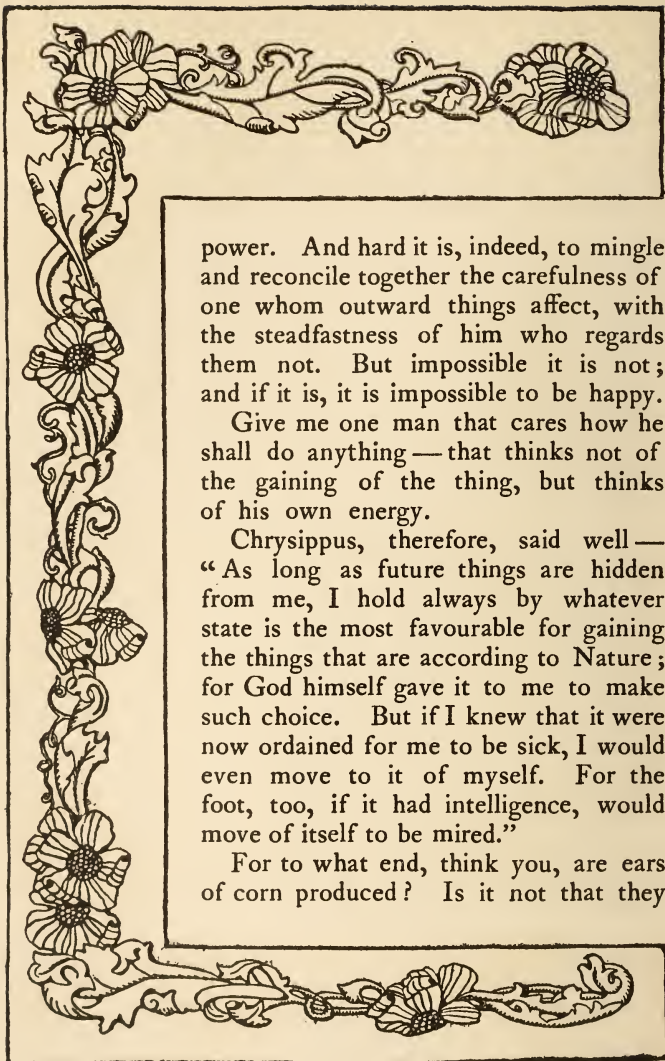 power. And hard it is, indeed, to mingle
and reconcile together the carefulness of
one whom outward things affect, with
the steadfastness of him who regards
them not. But impossible it is not;
and if it is, it is impossible to be happy.
Give me one man that cares how he
shall do anything — that thinks not of
the gaining of the thing, but thinks
of his own energy.
Chrysippus, therefore, said well —
“As long as future things are hidden
from me, I hold always by whatever
state is the most favourable for gaining
the things that are according to Nature;
for God himself gave it to me to make
such choice. But if I knew that it were
now ordained for me to be sick, I would
even move to it of myself. For the
foot, too, if it had intelligence, would
move of itself to be mired.”
For to what end, think you, are ears
of corn produced? Is it not that they